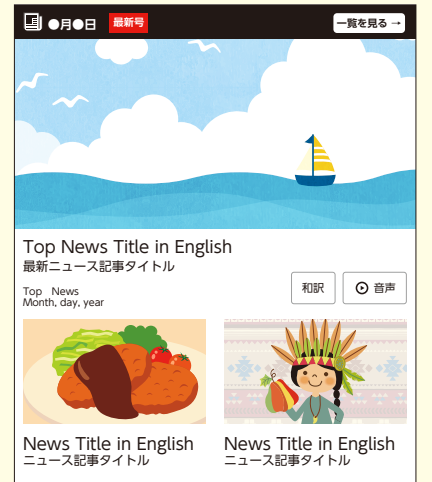 ●月●日 最新号 一覧を見る →
Top News Title in English
最新ニュース記事タイトル
Top News
Month, day, year
和訳 音声
News Title in English
ニュース記事タイトル
News Title in English
ニュース記事タイトル